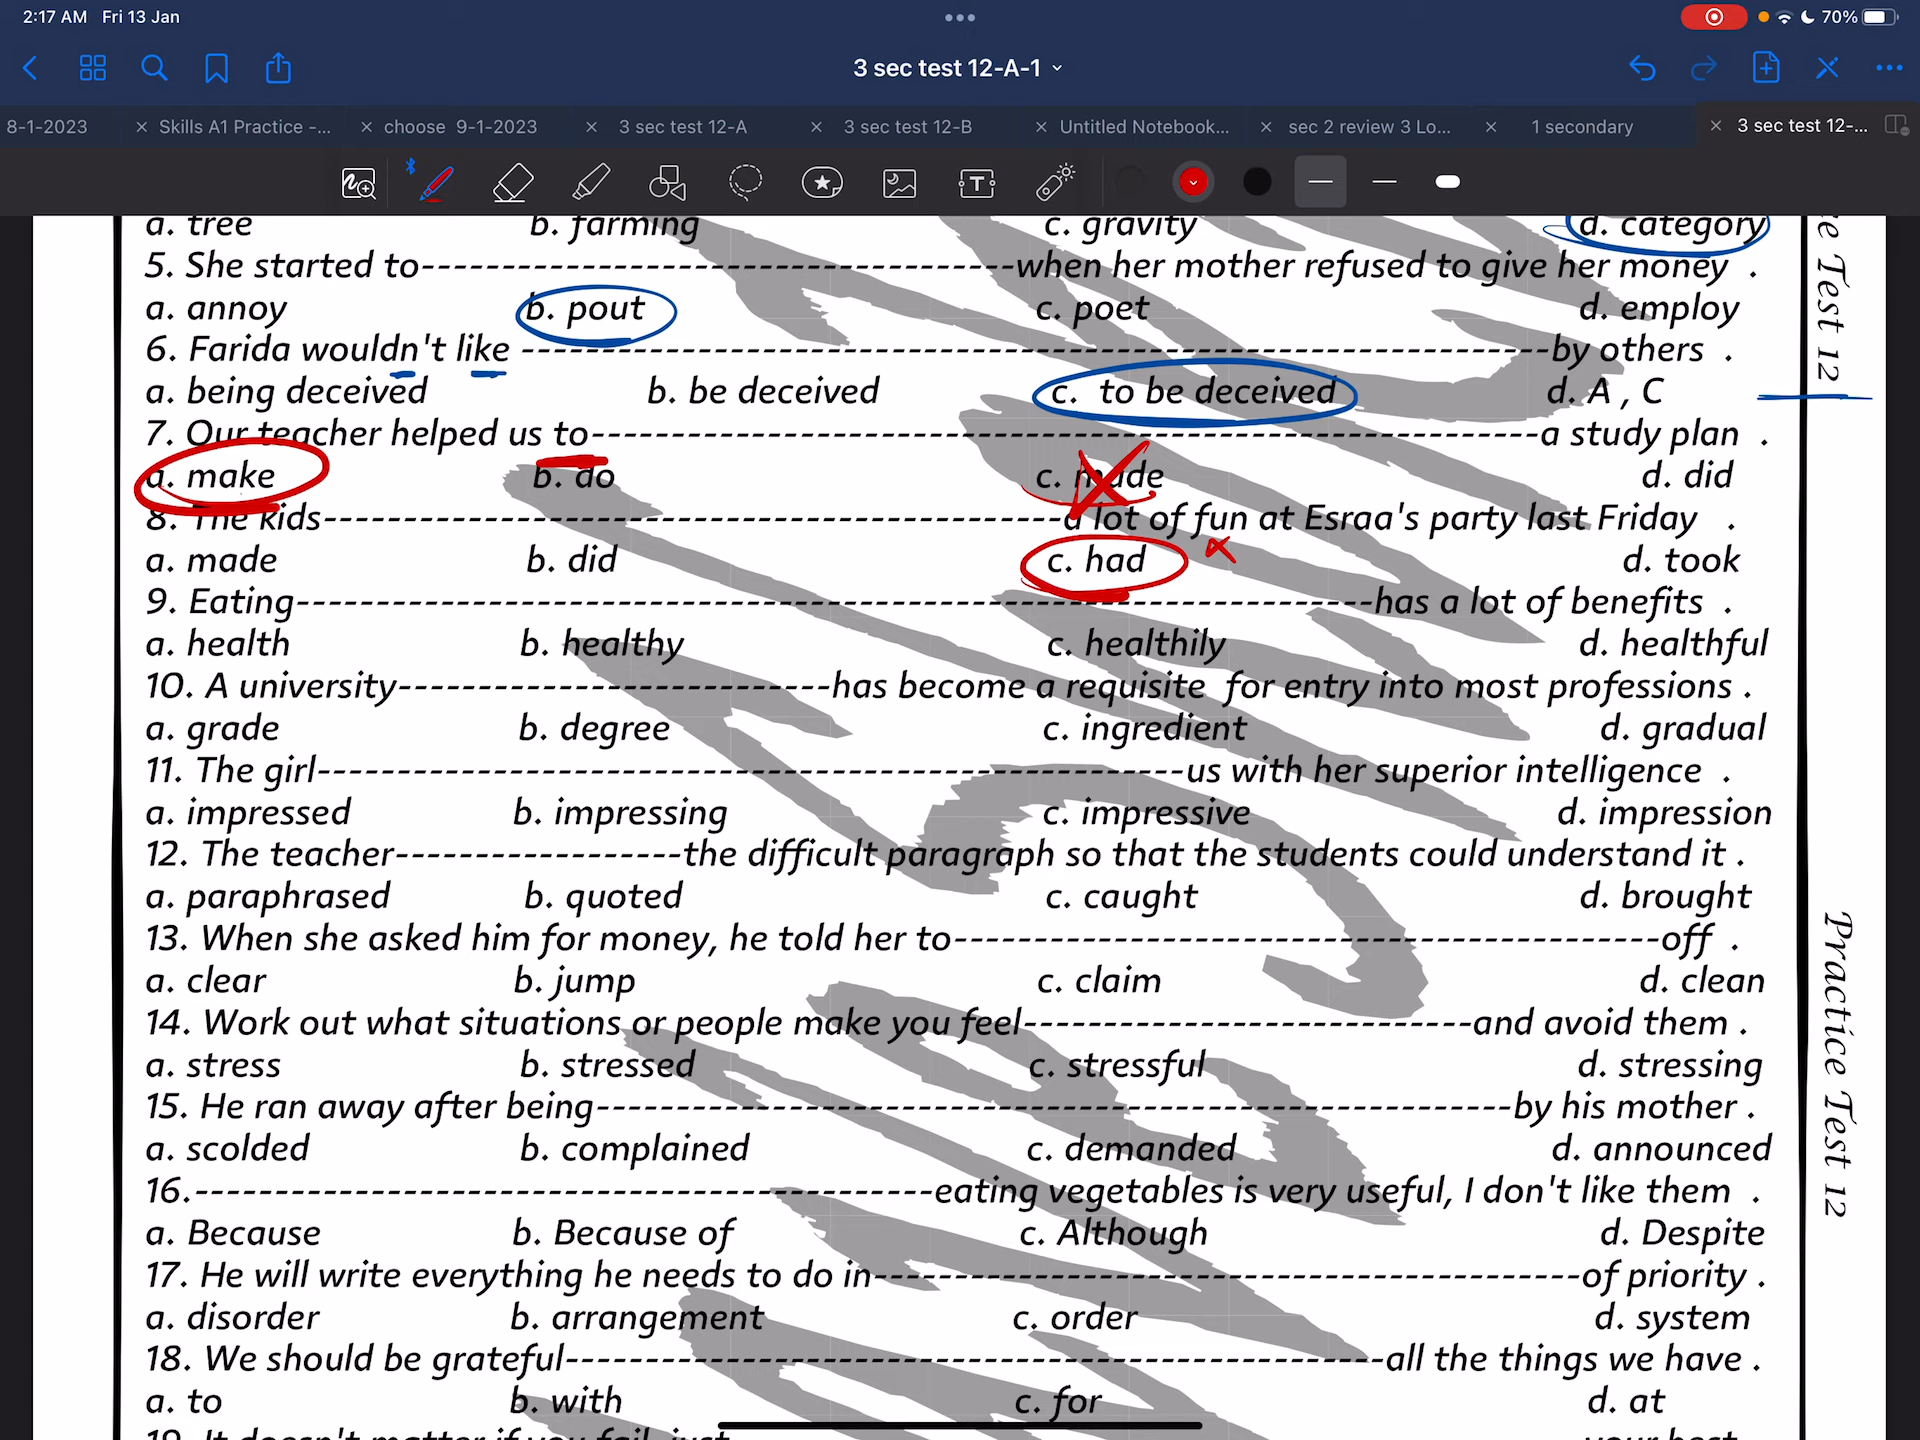 2:17 AM Fri 13 Jan
70%
3 sec test 12-A-1
8-1-2023 Skills A1 Practice -... choose 9-1-2023 3 sec test 12-A 3 sec test 12-B Untitled Notebook... sec 2 review 3 Lo... 1 secondary 3 sec test 12-...
a. tree b. farming c. gravity d. category
5. She started to------------------------------------when her mother refused to give her money .
a. annoy b. pout c. poet d. employ
6. Farida wouldn't like ------------------------------------by others .
a. being deceived b. be deceived c. to be deceived d. A , C
7. Our teacher helped us to------------------------------------a study plan .
a. make b. do c. made d. did
8. The kids------------------------------------a lot of fun at Esraa's party last Friday .
a. made b. did c. had d. took
9. Eating------------------------------------has a lot of benefits .
a. health b. healthy c. healthily d. healthful
10. A university---------------------------has become a requisite for entry into most professions .
a. grade b. degree c. ingredient d. gradual
11. The girl------------------------------------us with her superior intelligence .
a. impressed b. impressing c. impressive d. impression
12. The teacher------------------the difficult paragraph so that the students could understand it .
a. paraphrased b. quoted c. caught d. brought
13. When she asked him for money, he told her to------------------------------------off .
a. clear b. jump c. claim d. clean
14. Work out what situations or people make you feel----------------------------and avoid them .
a. stress b. stressed c. stressful d. stressing
15. He ran away after being------------------------------------by his mother .
a. scolded b. complained c. demanded d. announced
16.------------------------------------eating vegetables is very useful, I don't like them .
a. Because b. Because of c. Although d. Despite
17. He will write everything he needs to do in------------------------------------of priority .
a. disorder b. arrangement c. order d. system
18. We should be grateful------------------------------------all the things we have .
a. to b. with c. for d. at
19. It doesn't matter if you fail, just your best
Test 12
Practice Test 12